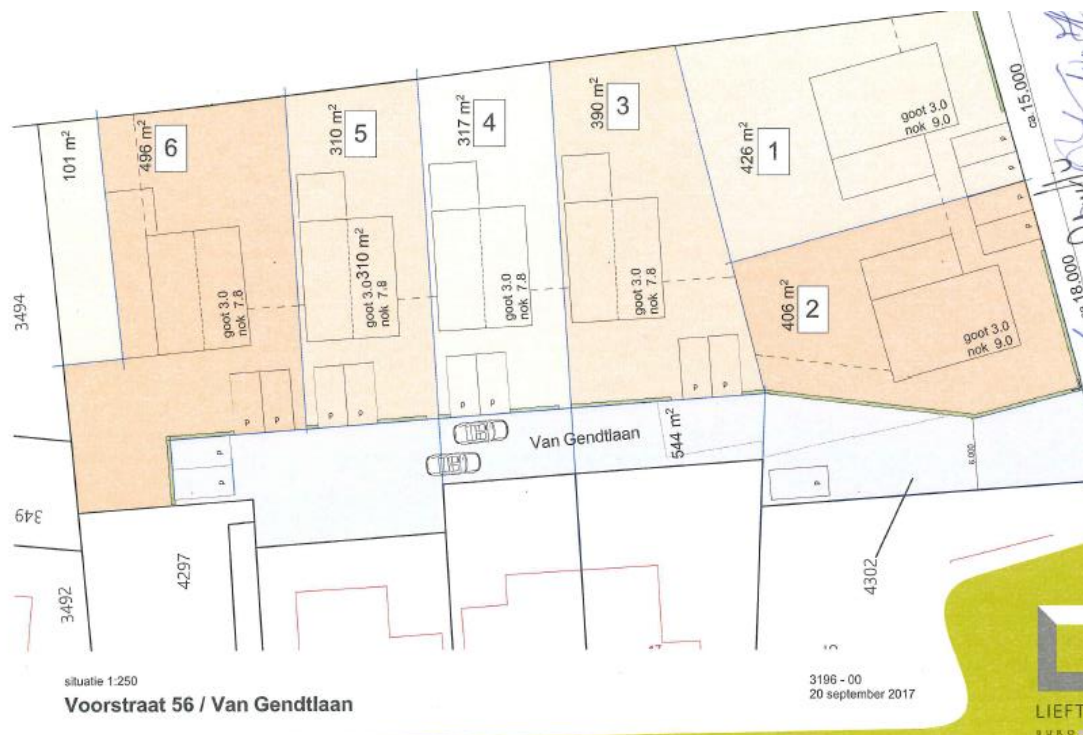 101 m²
496 m²
6
310 m²
5
317 m²
4
390 m²
3
426 m²
1
goot 3.0
nok 9.0
ca. 15.000
p
p
p
p
406 m²
2
goot 3.0
nok 9.0
18.000
goot 3.0
nok 7.8
310 m²
goot 3.0
nok 7.8
goot 3.0
nok 7.8
goot 3.0
nok 7.8
3494
p
p
p
p
p
p
p
p
p
p
Van Gendtlaan
544 m²
6.000
p
349
3492
4297
4302
situatie 1:250
Voorstraat 56 / Van Gendtlaan
3196 - 00
20 september 2017
LIEFT
BURO